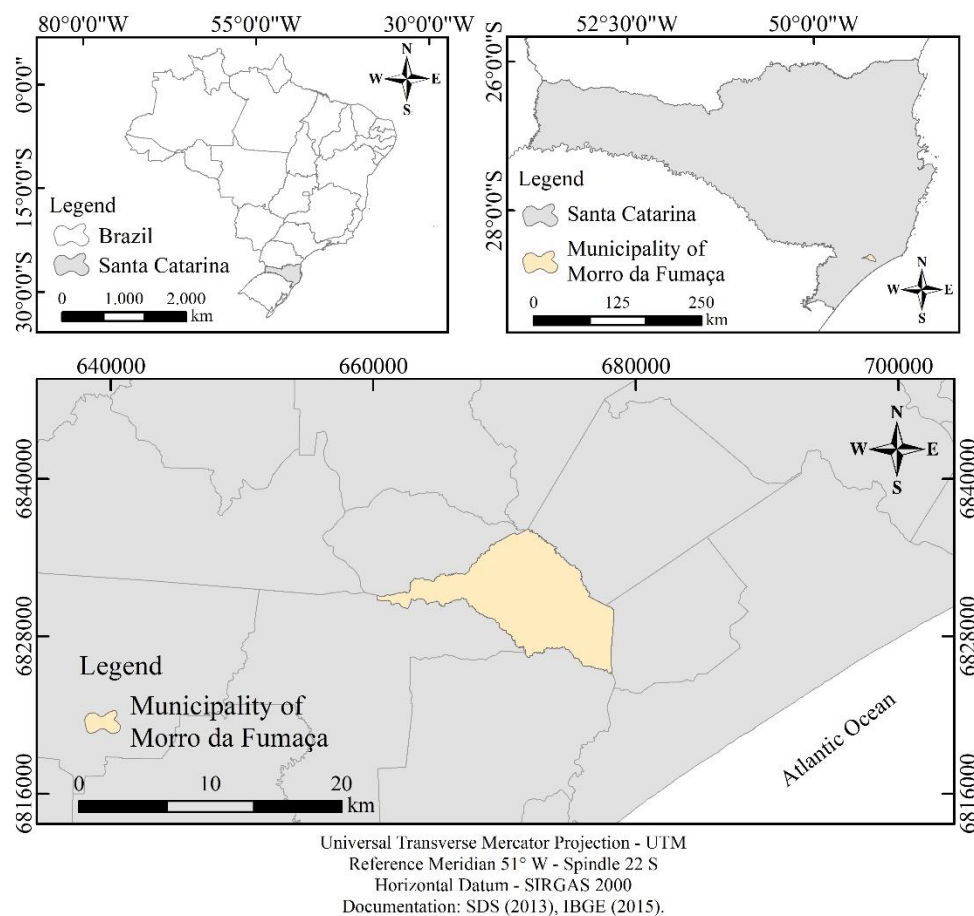 80°0'0"W 55°0'0"W 30°0'0"W
0°0'0"
15°0'0"S
30°0'0"S
N
W E
S
Legend
Brazil
Santa Catarina
0 1,000 2,000
km
52°30'0"W 50°0'0"W
26°0'0"S
28°0'0"S
Legend
Santa Catarina
Municipality of
Morro da Fumaça
0 125 250
km
N
W E
S
640000 660000 680000 700000
6840000 6840000
6828000 6828000
6816000 6816000
N
W E
S
Legend
Municipality of
Morro da Fumaça
0 10 20
km
Atlantic Ocean
Universal Transverse Mercator Projection - UTM
Reference Meridian 51° W - Spindle 22 S
Horizontal Datum - SIRGAS 2000
Documentation: SDS (2013), IBGE (2015).